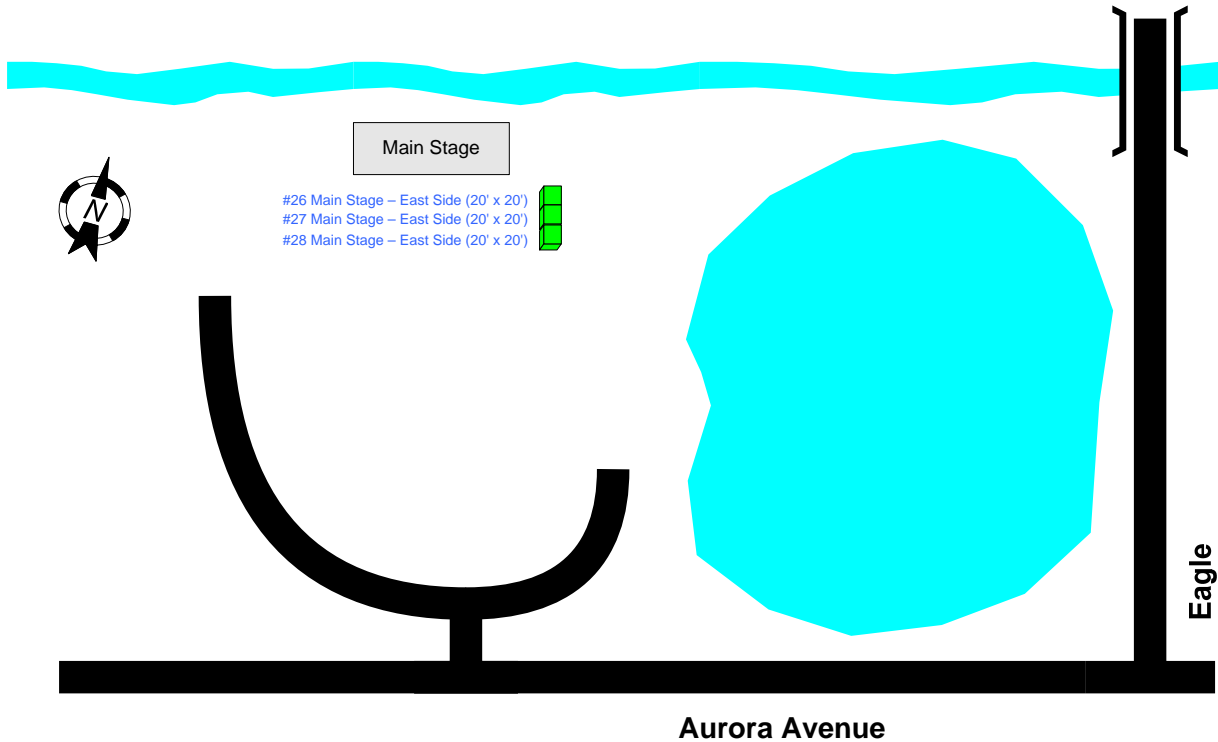 Main Stage
N
#26 Main Stage – East Side (20' x 20')
#27 Main Stage – East Side (20' x 20')
#28 Main Stage – East Side (20' x 20')
Eagle
Aurora Avenue